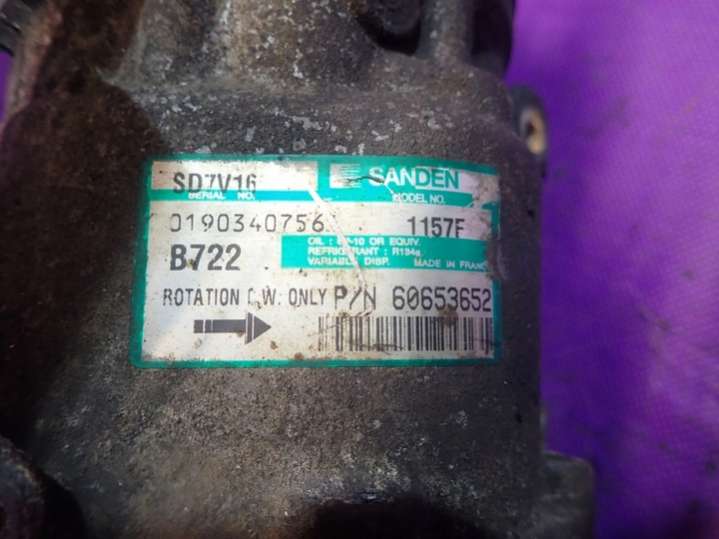 SD7V16 SANDEN
SERIAL NO. MODEL NO.
0190340756 1157F
B722
OIL : SP-10 OR EQUIV.
REFRIGERANT : R134a
VARIABLE DISP. MADE IN FRANCE
ROTATION C.W. ONLY P/N 60653652